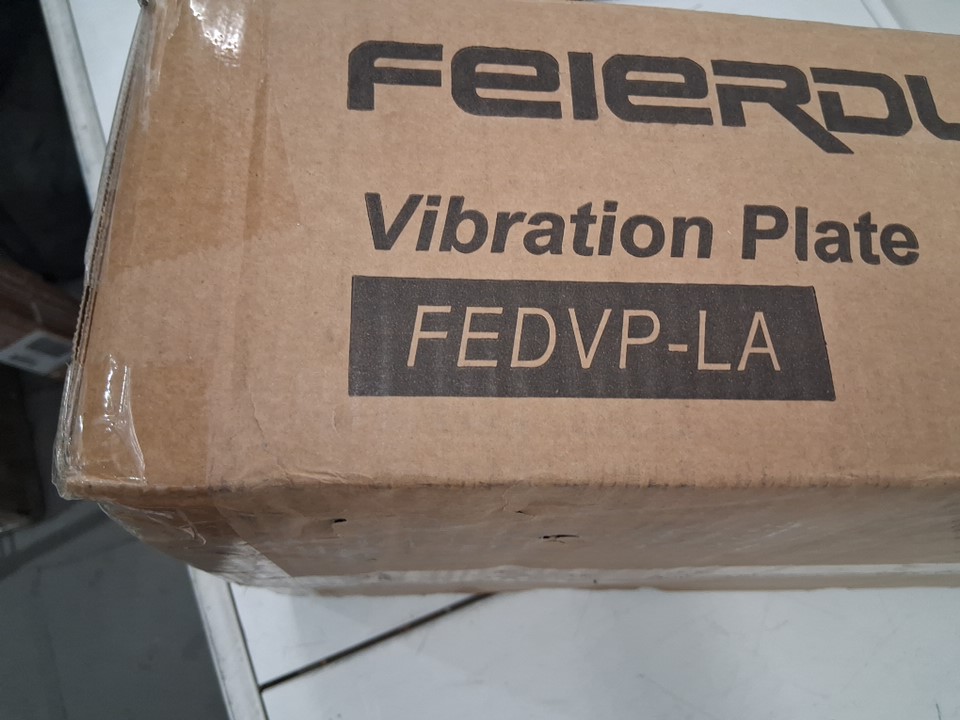 FEIERDU
Vibration Plate
FEDVP-LA